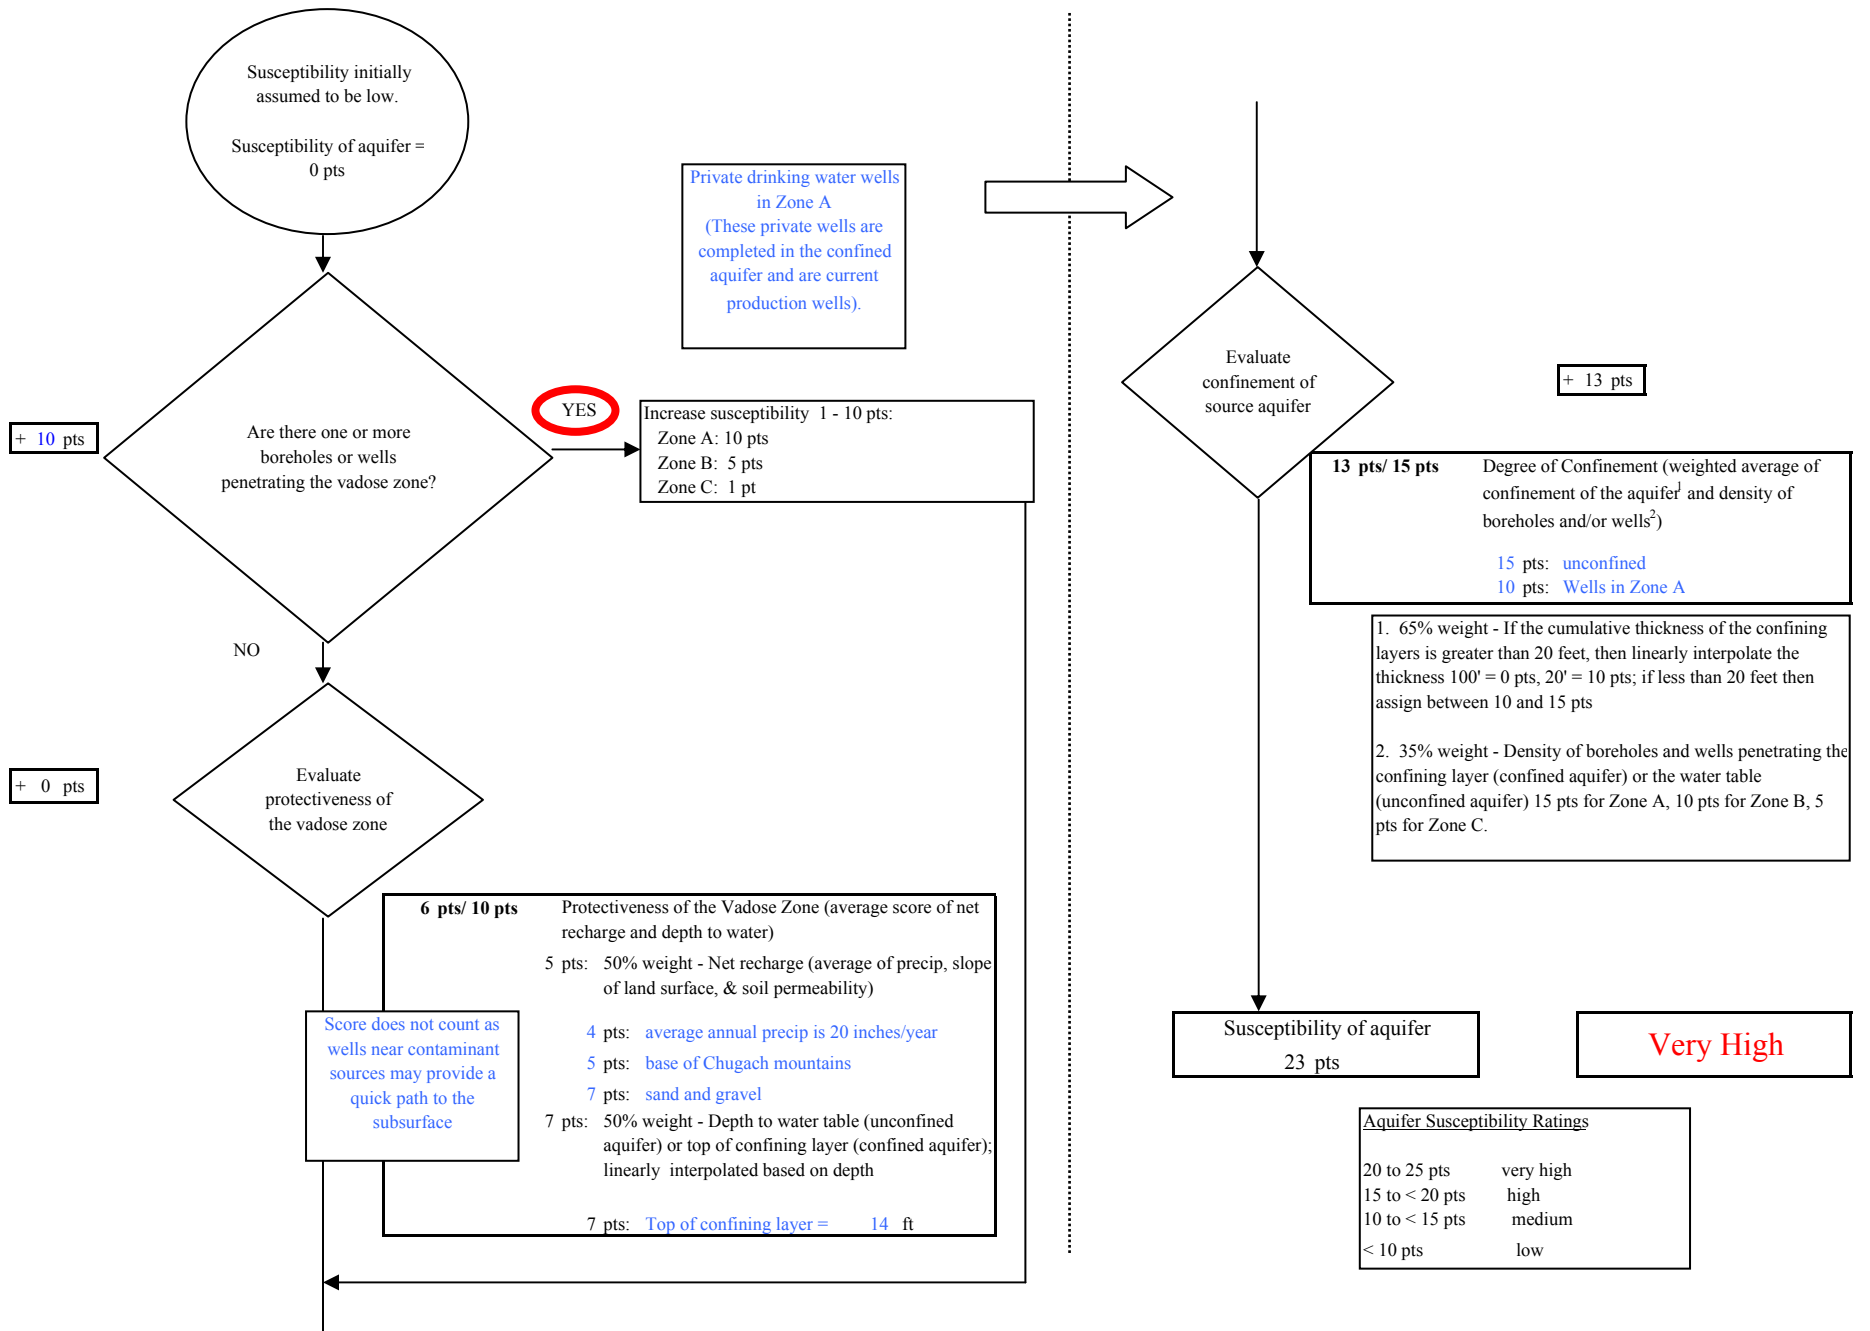 Susceptibility initially
assumed to be low.
Susceptibility of aquifer =
0 pts
Private drinking water wells
in Zone A
(These private wells are
completed in the confined
aquifer and are current
production wells).
YES
+ 10 pts
Are there one or more
boreholes or wells
penetrating the vadose zone?
Increase susceptibility 1 - 10 pts:
Zone A: 10 pts
Zone B: 5 pts
Zone C: 1 pt
NO
+ 0 pts
Evaluate
protectiveness of
the vadose zone
6 pts/ 10 pts
Protectiveness of the Vadose Zone (average score of net
recharge and depth to water)
5 pts: 50% weight - Net recharge (average of precip, slope
of land surface, & soil permeability)
4 pts: average annual precip is 20 inches/year
5 pts: base of Chugach mountains
7 pts: sand and gravel
7 pts: 50% weight - Depth to water table (unconfined
aquifer) or top of confining layer (confined aquifer);
linearly interpolated based on depth
7 pts: Top of confining layer = 14 ft
Score does not count as
wells near contaminant
sources may provide a
quick path to the
subsurface
Evaluate
confinement of
source aquifer
+ 13 pts
13 pts/ 15 pts
Degree of Confinement (weighted average of
confinement of the aquifer1 and density of
boreholes and/or wells2)
15 pts: unconfined
10 pts: Wells in Zone A
1. 65% weight - If the cumulative thickness of the confining
layers is greater than 20 feet, then linearly interpolate the
thickness 100' = 0 pts, 20' = 10 pts; if less than 20 feet then
assign between 10 and 15 pts
2. 35% weight - Density of boreholes and wells penetrating the
confining layer (confined aquifer) or the water table
(unconfined aquifer) 15 pts for Zone A, 10 pts for Zone B, 5
pts for Zone C.
Susceptibility of aquifer
23 pts
Very High
Aquifer Susceptibility Ratings
20 to 25 pts very high
15 to < 20 pts high
10 to < 15 pts medium
< 10 pts low